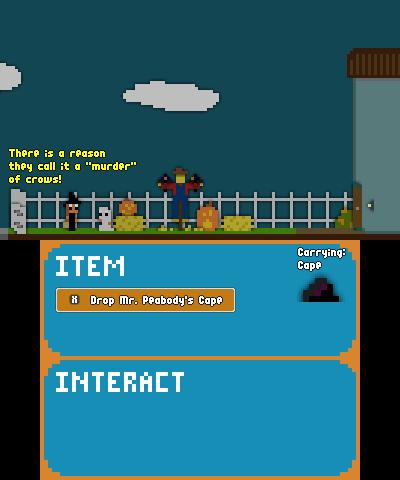 There is a reason
they call it a "murder"
of crows!
ITEM
Carrying:
Cape
X Drop Mr. Peabody's Cape
INTERACT